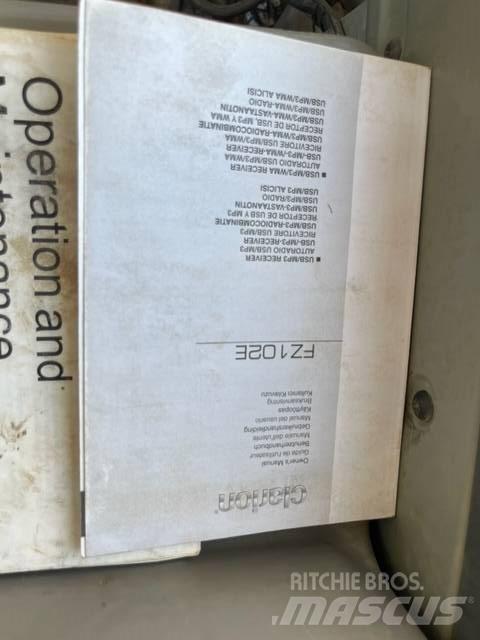 Clarion®
Owner's Manual
Guide de l'utilisateur
Benutzerhandbuch
Manuale dell'utente
Gebruikershandleiding
Manual del usuario
Käyttöopas
Bruksanvisning
Kullanıcı Kılavuzu
FZ102E
■ USB/MP3 RECEIVER
AUTORADIO USB/MP3
USB-/MP3-RECEIVER
RICEVITORE USB/MP3
USB/MP3-RADIOCOMBINATIE
RECEPTOR DE USB Y MP3
USB/MP3-VASTAANOTIN
USB/MP3-RADIO
USB/MP3 ALICISI
■ USB/MP3/WMA RECEIVER
AUTORADIO USB/MP3/WMA
USB-/MP3-/WMA-RECEIVER
RICEVITORE USB/MP3/WMA
USB/MP3/WMA-RADIOCOMBINATIE
RECEPTOR DE USB, MP3 Y WMA
USB/MP3/WMA-VASTAANOTIN
USB/MP3/WMA-RADIO
USB/MP3/WMA ALICISI
Operation and
Maintenance
RITCHIE BROS.
MASCUS